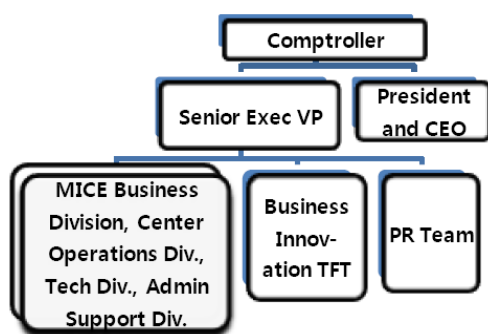 Comptroller
Senior Exec VP
President
and CEO
MICE Business
Division, Center
Operations Div.,
Tech Div., Admin
Support Div.
Business
Innov-
ation TFT
PR Team